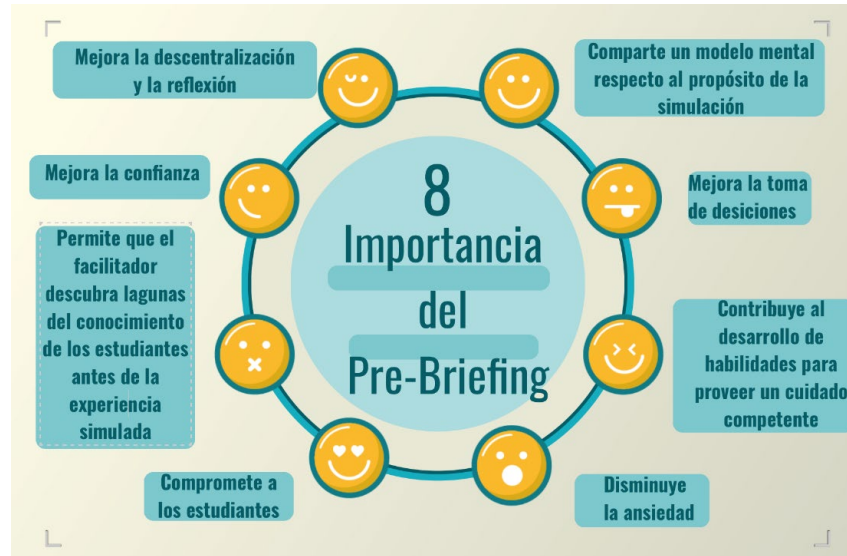 Mejora la descentralización
y la reflexión
Comparte un modelo mental
respecto al propósito de la
simulación
Mejora la confianza
8
Importancia
del
Pre-Briefing
Mejora la toma
de desiciones
Permite que el
facilitador
descubra lagunas
del conocimiento
de los estudiantes
antes de la
experiencia
simulada
Contribuye al
desarrollo de
habilidades para
proveer un cuidado
competente
Compromete a
los estudiantes
Disminuye
la ansiedad